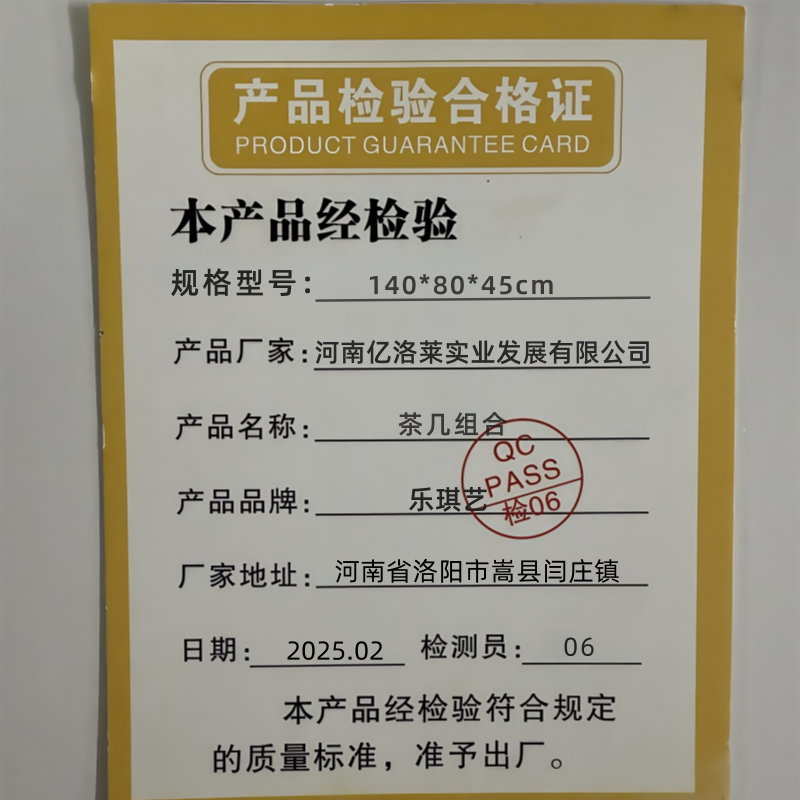 产品检验合格证
PRODUCT GUARANTEE CARD
本产品经检验
规格型号：140*80*45cm
产品厂家：河南亿洛莱实业发展有限公司
产品名称：茶几组合
产品品牌：乐琪艺
QC
PASS
检06
厂家地址：河南省洛阳市嵩县闫庄镇
日期：2025.02 检测员：06
本产品经检验符合规定
的质量标准，准予出厂。